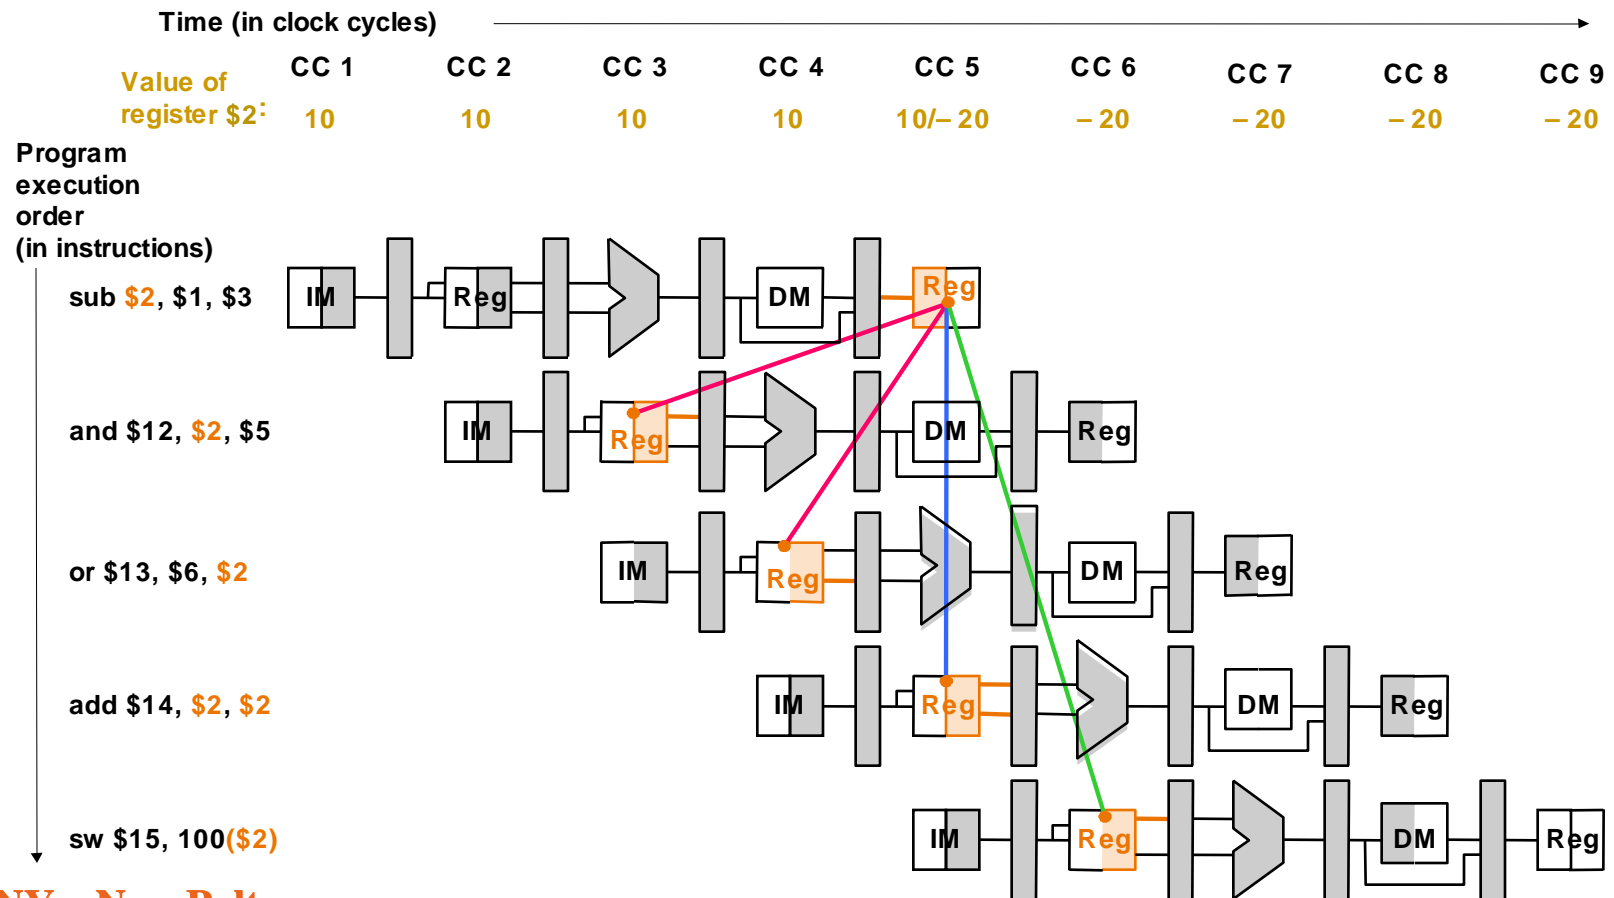 Time (in clock cycles)
CC 1 CC 2 CC 3 CC 4 CC 5 CC 6 CC 7 CC 8 CC 9
Value of
register $2: 10 10 10 10 10/– 20 – 20 – 20 – 20 – 20
Program
execution
order
(in instructions)
sub $2, $1, $3 IM Reg DM Reg
and $12, $2, $5 IM Reg DM Reg
or $13, $6, $2 IM Reg DM Reg
add $14, $2, $2 IM Reg DM Reg
sw $15, 100($2) IM Reg DM Reg